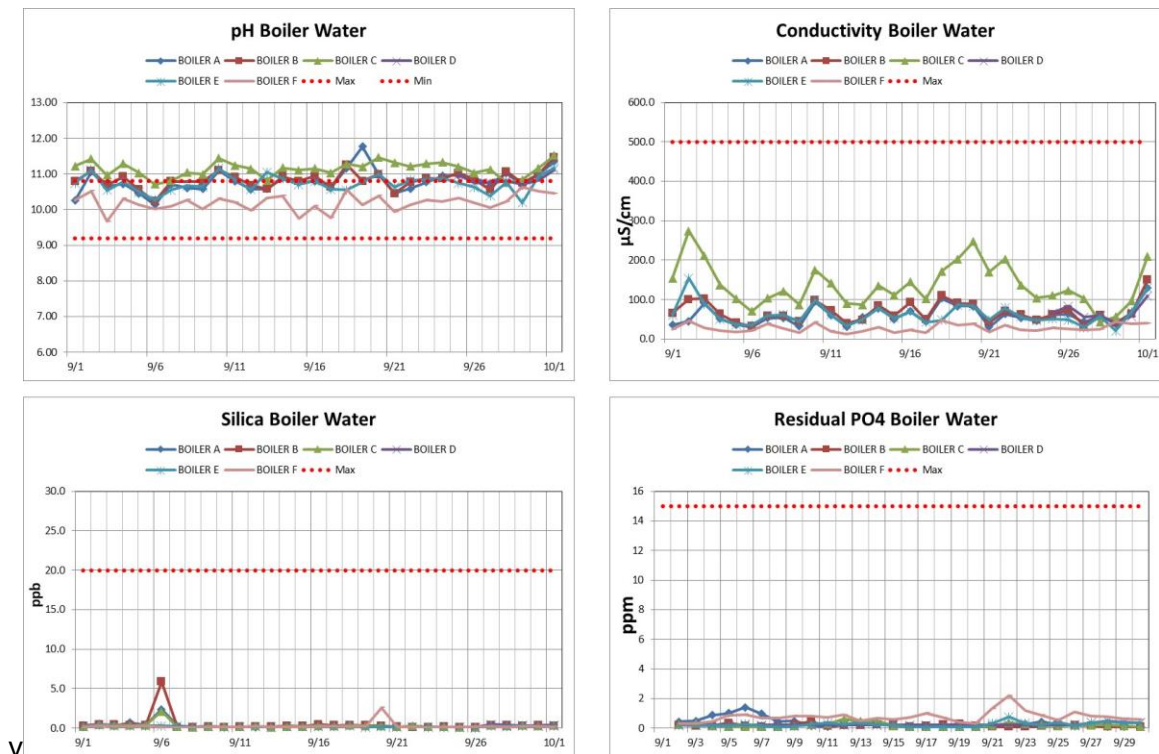 pH Boiler Water
BOILER A BOILER B BOILER C BOILER D
BOILER E BOILER F Max Min
13.00
12.00
11.00
10.00
9.00
8.00
7.00
6.00
9/1 9/6 9/11 9/16 9/21 9/26 10/1
Conductivity Boiler Water
BOILER A BOILER B BOILER C BOILER D
BOILER E BOILER F Max
µS/cm
600.0
500.0
400.0
300.0
200.0
100.0
0.0
9/1 9/6 9/11 9/16 9/21 9/26 10/1
Silica Boiler Water
BOILER A BOILER B BOILER C BOILER D
BOILER E BOILER F Max
ppb
30.0
25.0
20.0
15.0
10.0
5.0
0.0
9/1 9/6 9/11 9/16 9/21 9/26 10/1
Residual PO4 Boiler Water
BOILER A BOILER B BOILER C BOILER D
BOILER E BOILER F Max
ppm
16
14
12
10
8
6
4
2
0
9/1 9/3 9/5 9/7 9/9 9/11 9/13 9/15 9/17 9/19 9/21 9/23 9/25 9/27 9/29
v